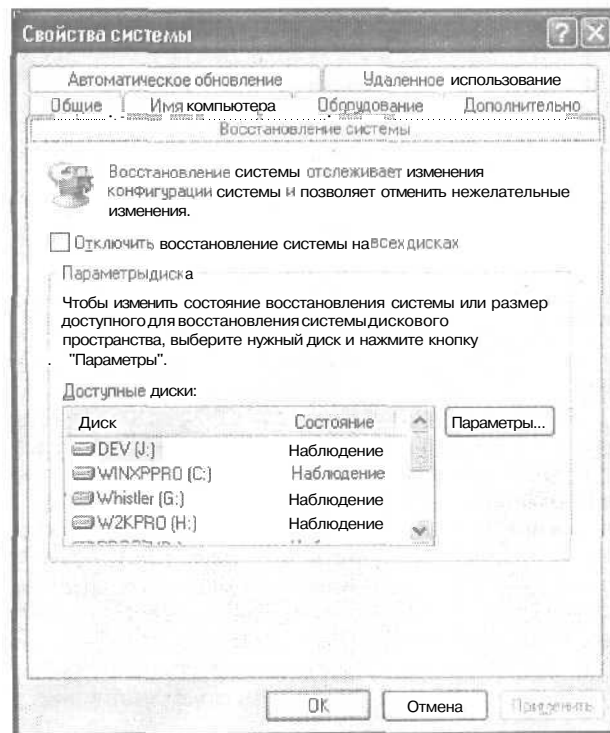 Свойства системы
Автоматическое обновление Удаленное использование
Общие Имя компьютера Оборудование Дополнительно
Восстановление системы
Восстановление системы отслеживает изменения
конфигурации системы и позволяет отменить нежелательные
изменения.
Отключить восстановление системы на всех дисках
Параметры диска
Чтобы изменить состояние восстановления системы или размер
доступного для восстановления системы дискового
пространства, выберите нужный диск и нажмите кнопку
"Параметры".
Доступные диски:
Диск Состояние Параметры...
DEV (J:) Наблюдение
WINXPPRO (C:) Наблюдение
Whistler (G:) Наблюдение
W2KPRO (H:) Наблюдение
OK Отмена Применить